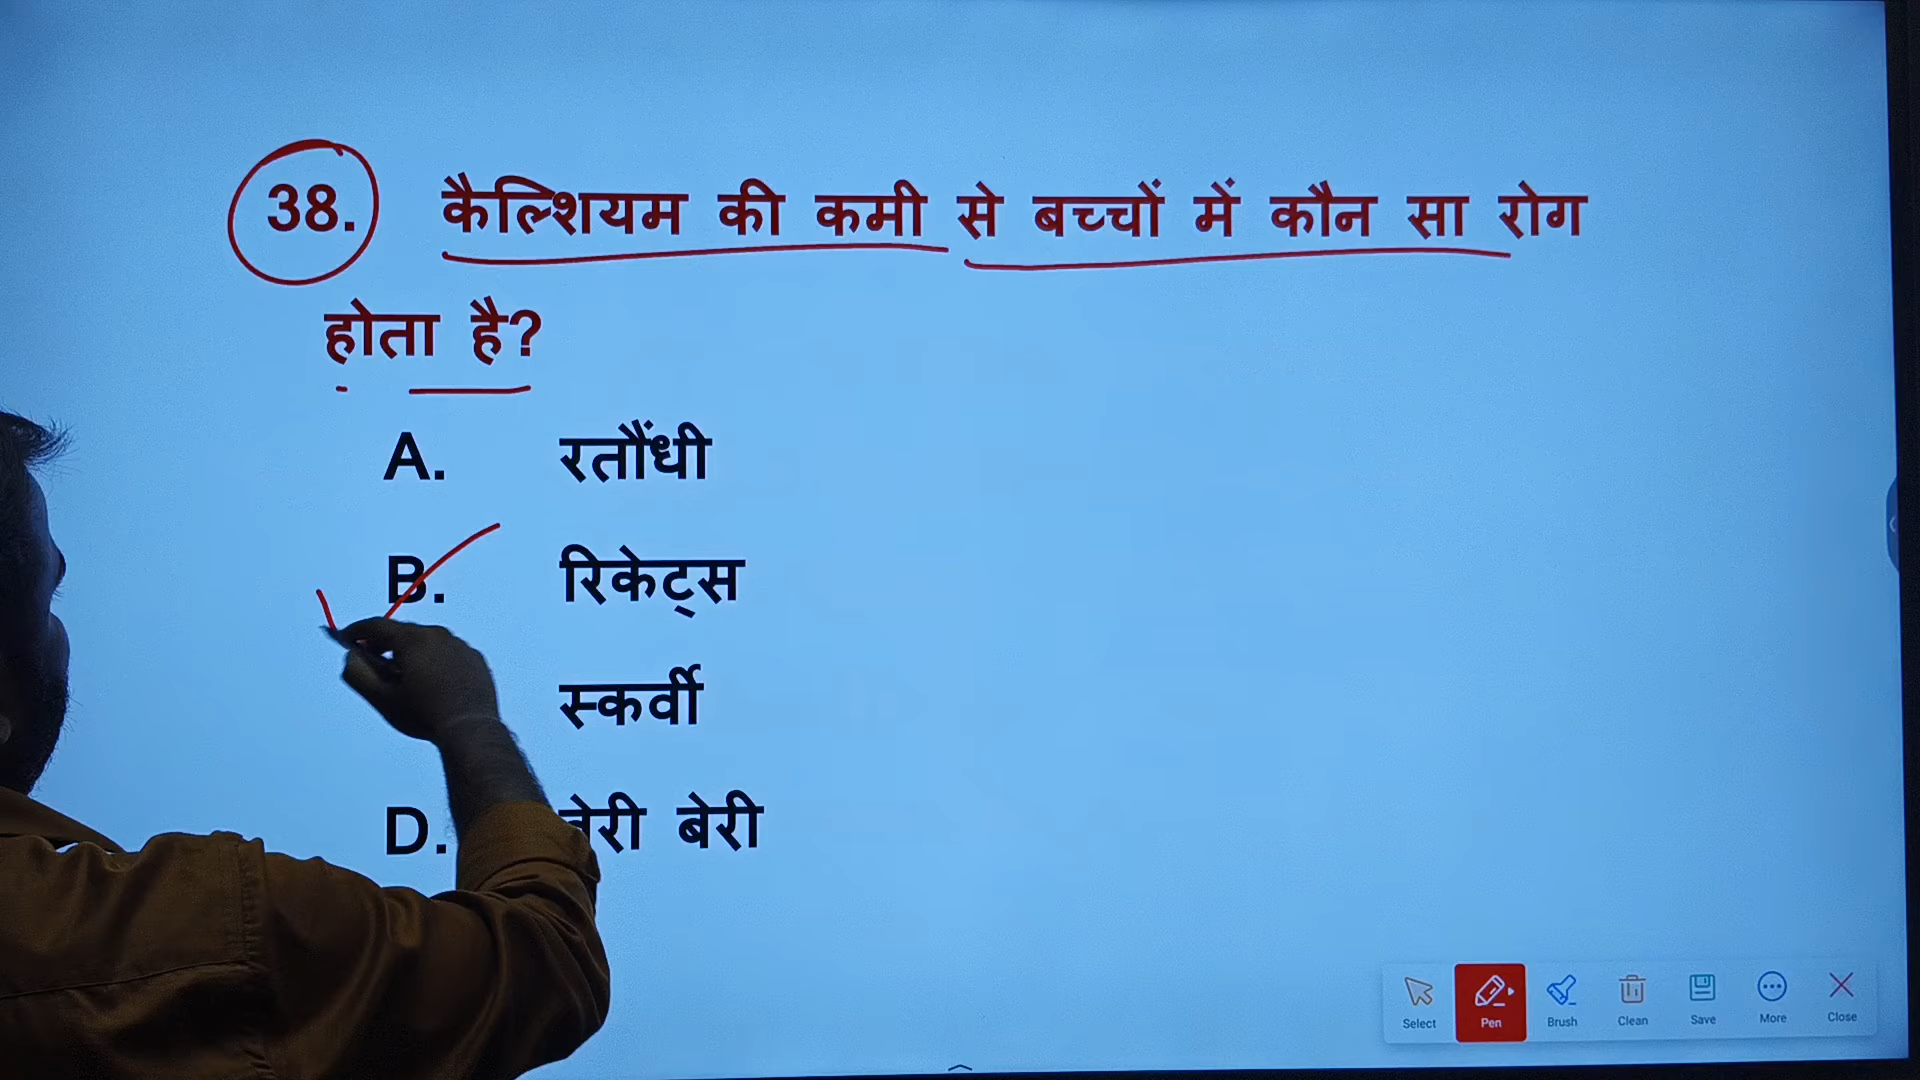 38. कैल्शियम की कमी से बच्चों में कौन सा रोग
होता है?
A. रतौंधी
B. रिकेट्स
स्कर्वी
D. बेरी बेरी
Select Pen Brush Clean Save More Close